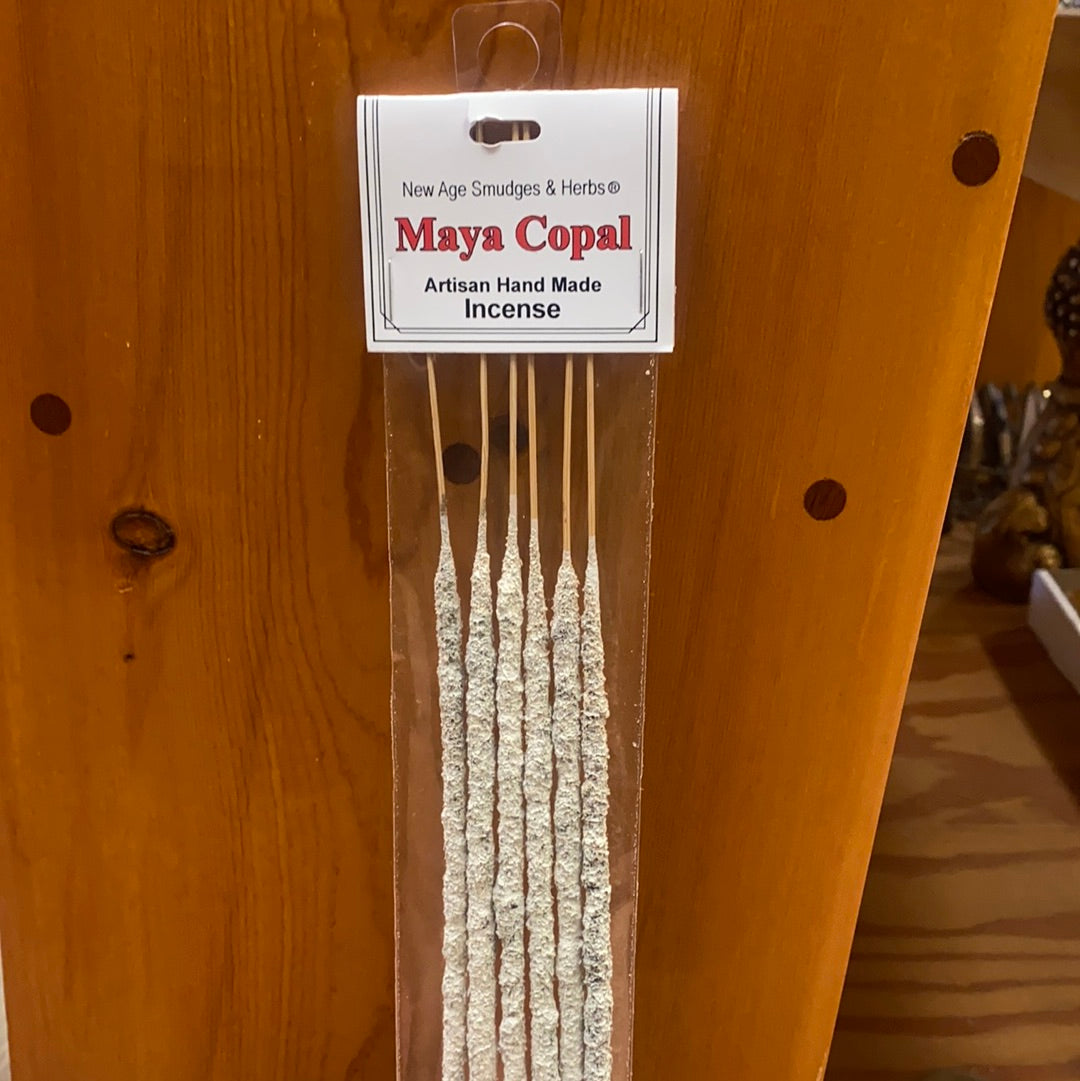 New Age Smudges & Herbs®
Maya Copal
Artisan Hand Made
Incense